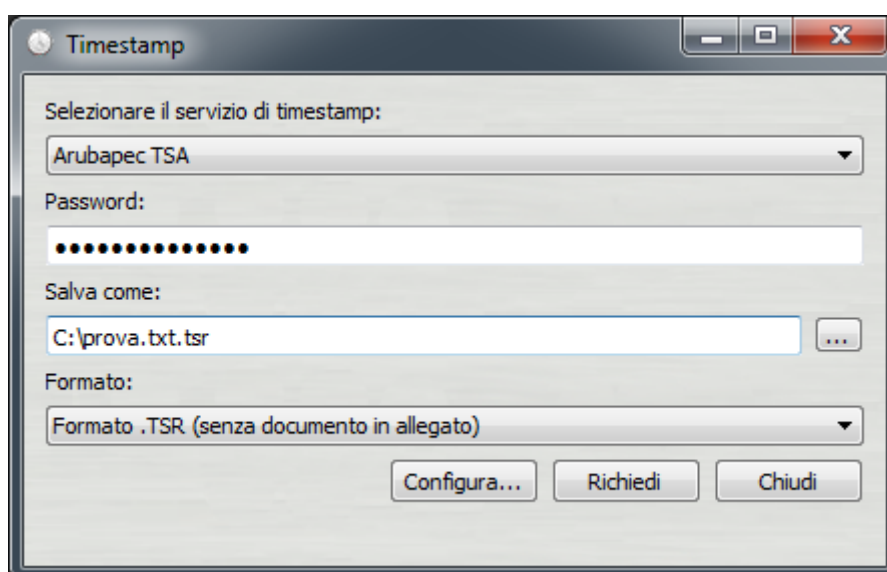 Timestamp
Selezionare il servizio di timestamp:
Arubapec TSA
Password:
••••••••••••••
Salva come:
C:\prova.txt.tsr
...
Formato:
Formato .TSR (senza documento in allegato)
Configura... Richiedi Chiudi